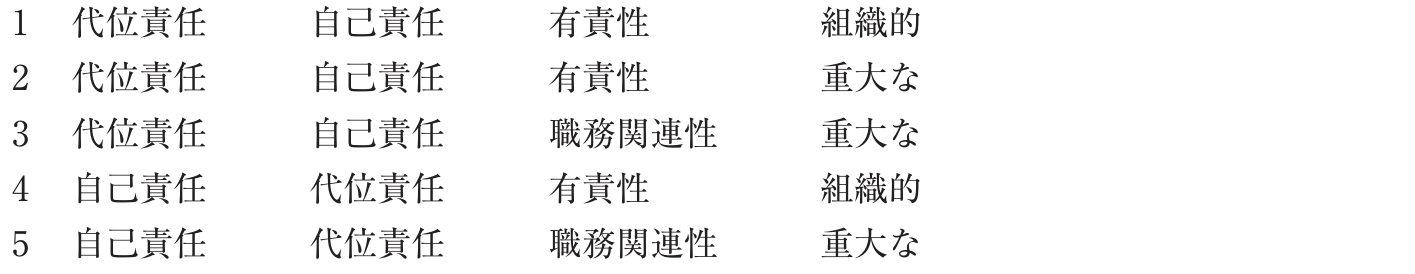 1 代位責任 自己責任 有責性 組織的
2 代位責任 自己責任 有責性 重大な
3 代位責任 自己責任 職務関連性 重大な
4 自己責任 代位責任 有責性 組織的
5 自己責任 代位責任 職務関連性 重大な